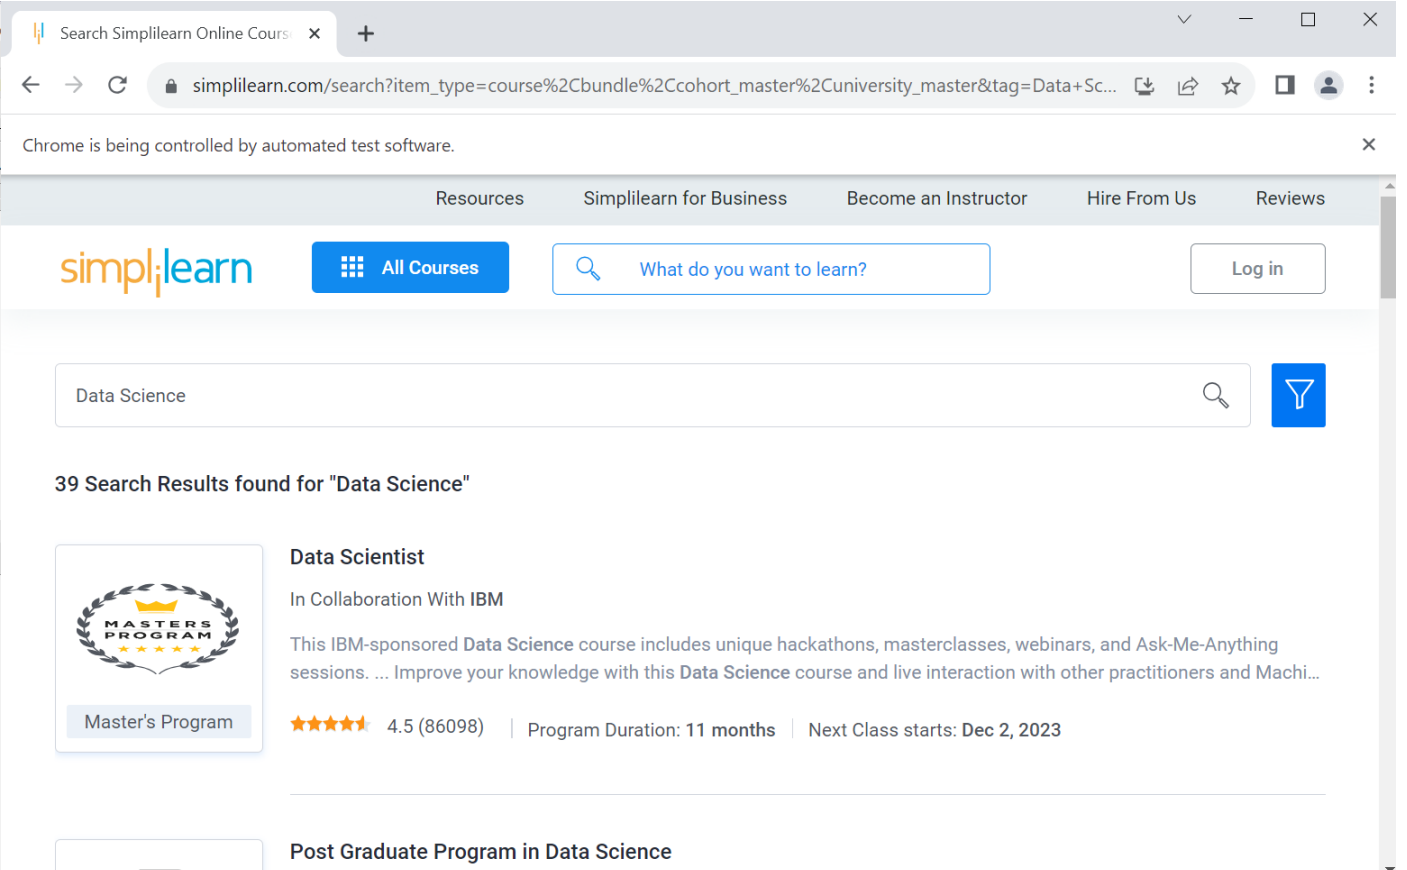 Search Simplilearn Online Cours
simplilearn.com/search?item_type=course%2Cbundle%2Ccohort_master%2Cuniversity_master&tag=Data+Sc...
Chrome is being controlled by automated test software.
Resources Simplilearn for Business Become an Instructor Hire From Us Reviews
simplilearn All Courses What do you want to learn? Log in
Data Science
39 Search Results found for "Data Science"
MASTERS
PROGRAM
Master's Program
Data Scientist
In Collaboration With IBM
This IBM-sponsored Data Science course includes unique hackathons, masterclasses, webinars, and Ask-Me-Anything
sessions. ... Improve your knowledge with this Data Science course and live interaction with other practitioners and Machi...
4.5 (86098) Program Duration: 11 months Next Class starts: Dec 2, 2023
Post Graduate Program in Data Science